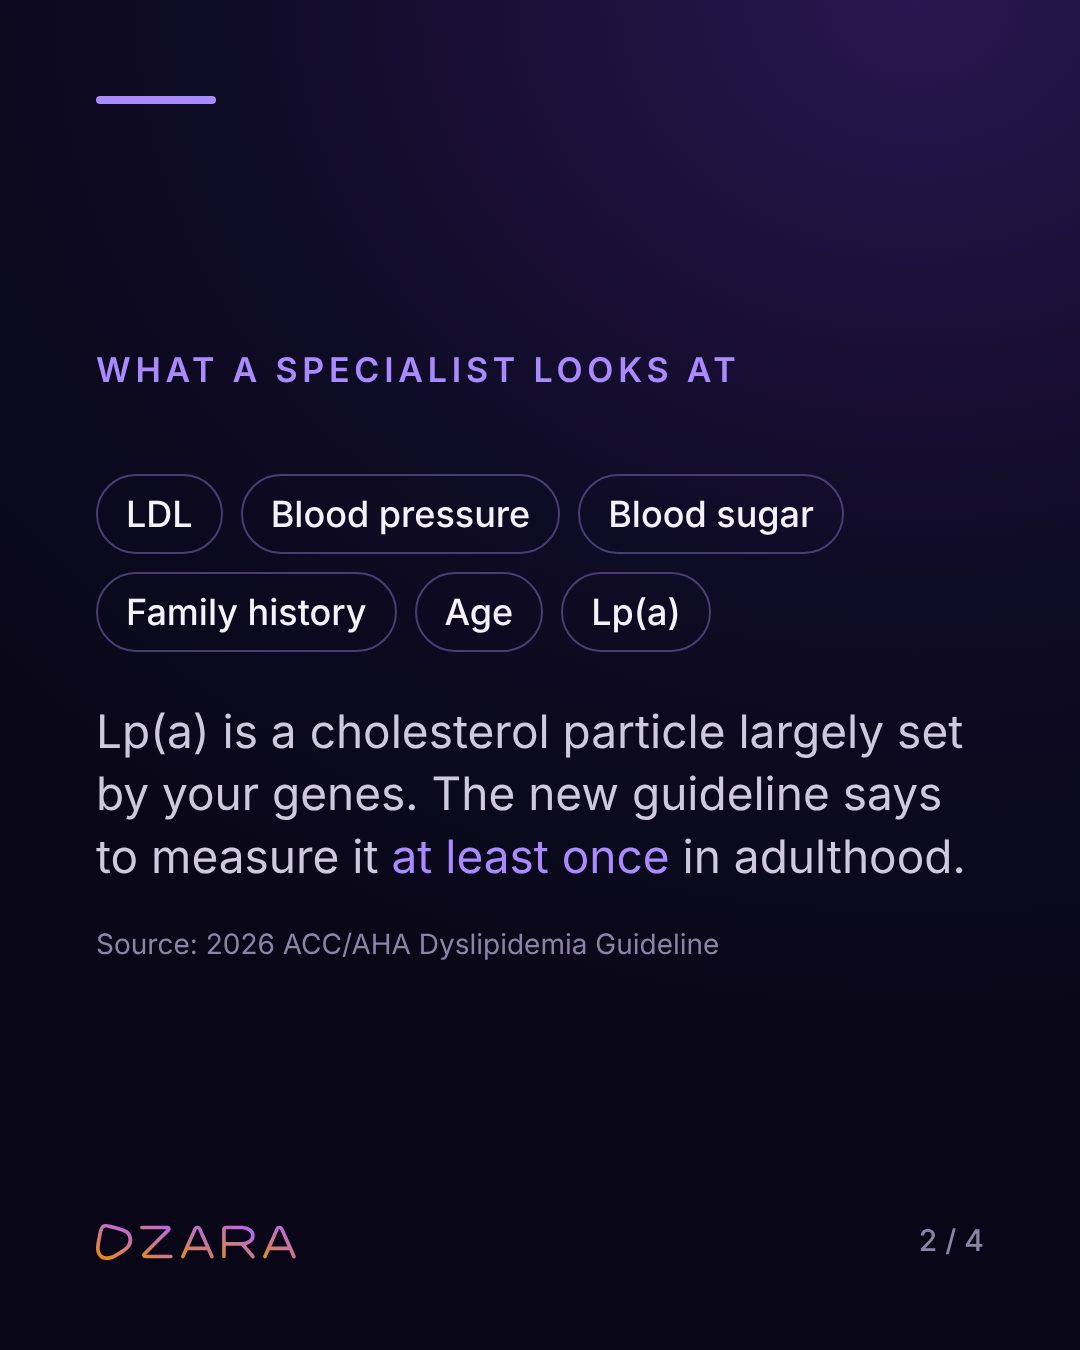 WHAT A SPECIALIST LOOKS AT
LDL Blood pressure Blood sugar
Family history Age Lp(a)
Lp(a) is a cholesterol particle largely set
by your genes. The new guideline says
to measure it at least once in adulthood.
Source: 2026 ACC/AHA Dyslipidemia Guideline
DZARA 2 / 4